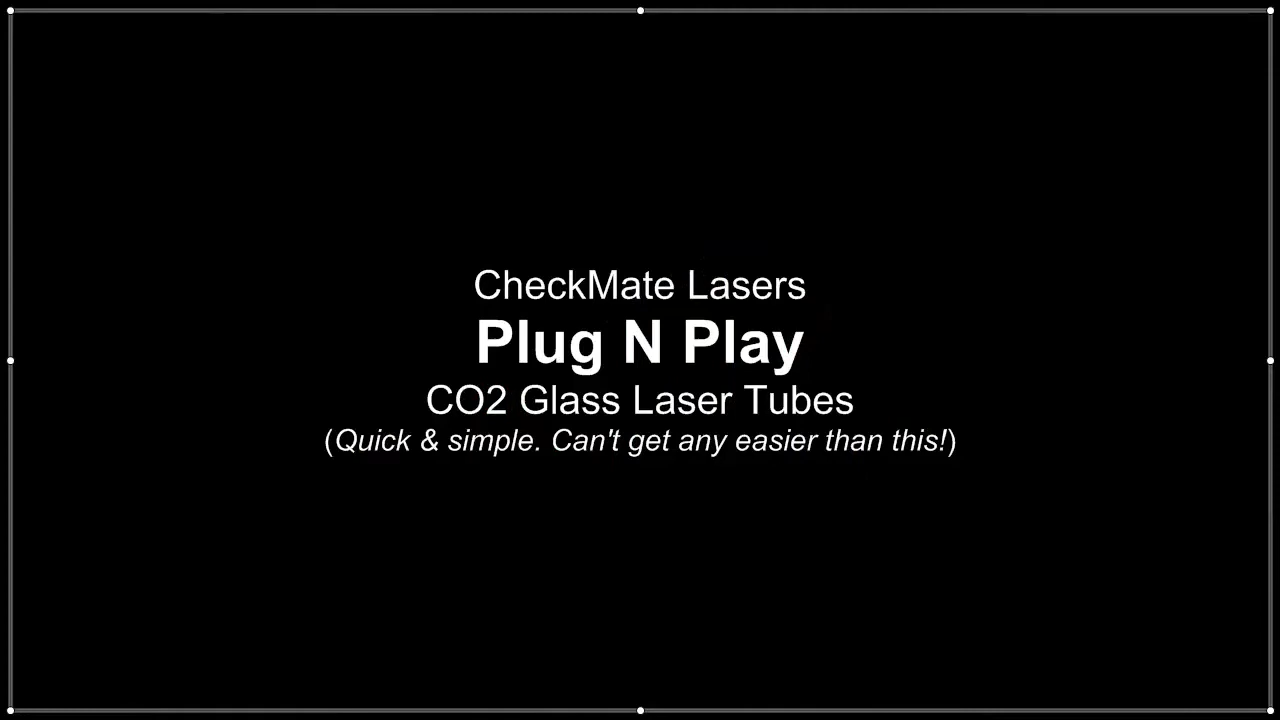 CheckMate Lasers
Plug N Play
CO2 Glass Laser Tubes
(Quick & simple. Can't get any easier than this!)